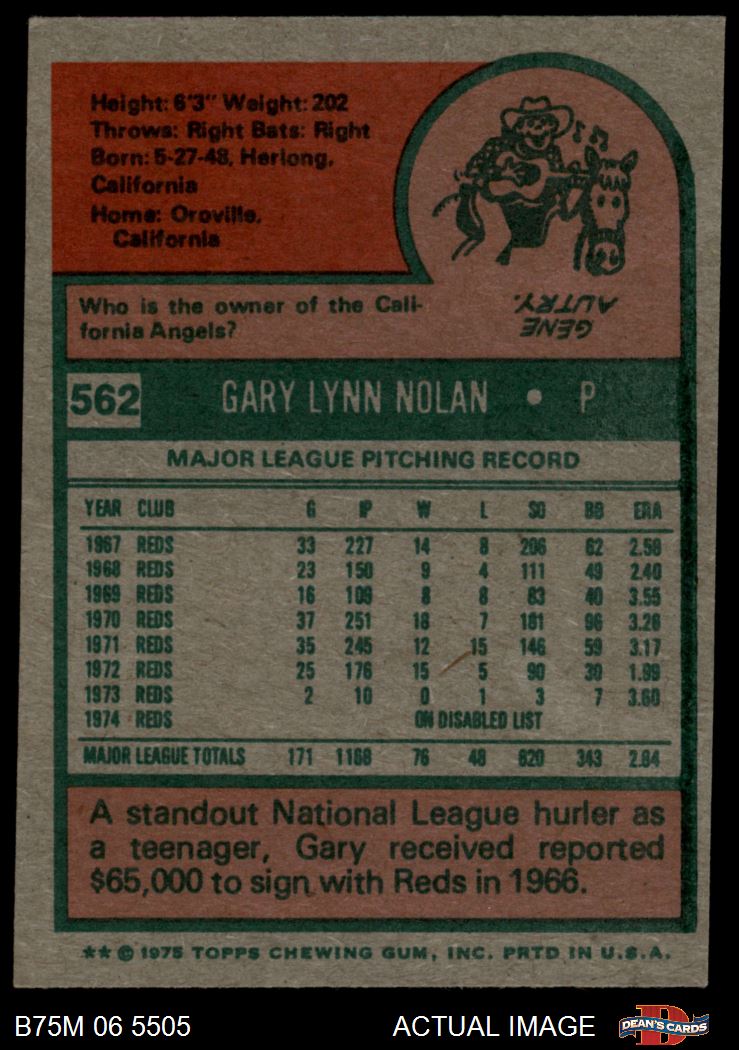 Height: 6'3" Weight: 202
Throws: Right Bats: Right
Born: 5-27-48, Herlong,
California
Home: Oroville,
California
Who is the owner of the Cali-
fornia Angels?
GENE
AUTRY.
562 GARY LYNN NOLAN • P
MAJOR LEAGUE PITCHING RECORD
YEAR CLUB G IP W L SO BB ERA
1967 REDS 33 227 14 8 206 62 2.58
1968 REDS 23 150 9 4 111 49 2.40
1969 REDS 16 109 8 8 83 40 3.55
1970 REDS 37 251 18 7 181 96 3.26
1971 REDS 35 245 12 15 146 59 3.17
1972 REDS 25 176 15 5 90 30 1.99
1973 REDS 2 10 0 1 3 7 3.60
1974 REDS ON DISABLED LIST
MAJOR LEAGUE TOTALS 171 1168 76 48 820 343 2.84
A standout National League hurler as
a teenager, Gary received reported
$65,000 to sign with Reds in 1966.
** © 1975 TOPPS CHEWING GUM, INC. PRTD IN U.S.A.
B75M 06 5505 ACTUAL IMAGE D DEAN'S CARDS